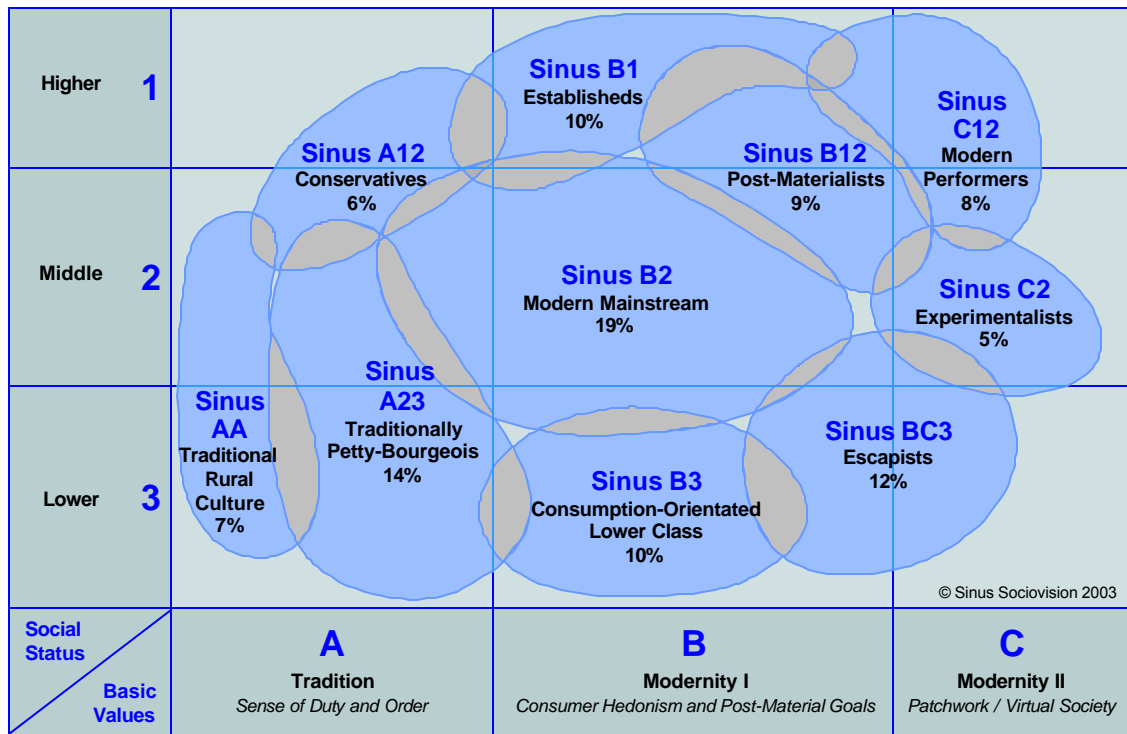 Higher 1
Sinus B1
Establisheds
10%
Sinus A12
Conservatives
6%
Sinus B12
Post-Materialists
9%
Sinus
C12
Modern
Performers
8%
Middle 2
Sinus B2
Modern Mainstream
19%
Sinus C2
Experimentalists
5%
Lower 3
Sinus
AA
Traditional
Rural
Culture
7%
Sinus
A23
Traditionally
Petty-Bourgeois
14%
Sinus B3
Consumption-Orientated
Lower Class
10%
Sinus BC3
Escapists
12%
© Sinus Sociovision 2003
Social
Status
Basic
Values
A
Tradition
Sense of Duty and Order
B
Modernity I
Consumer Hedonism and Post-Material Goals
C
Modernity II
Patchwork / Virtual Society